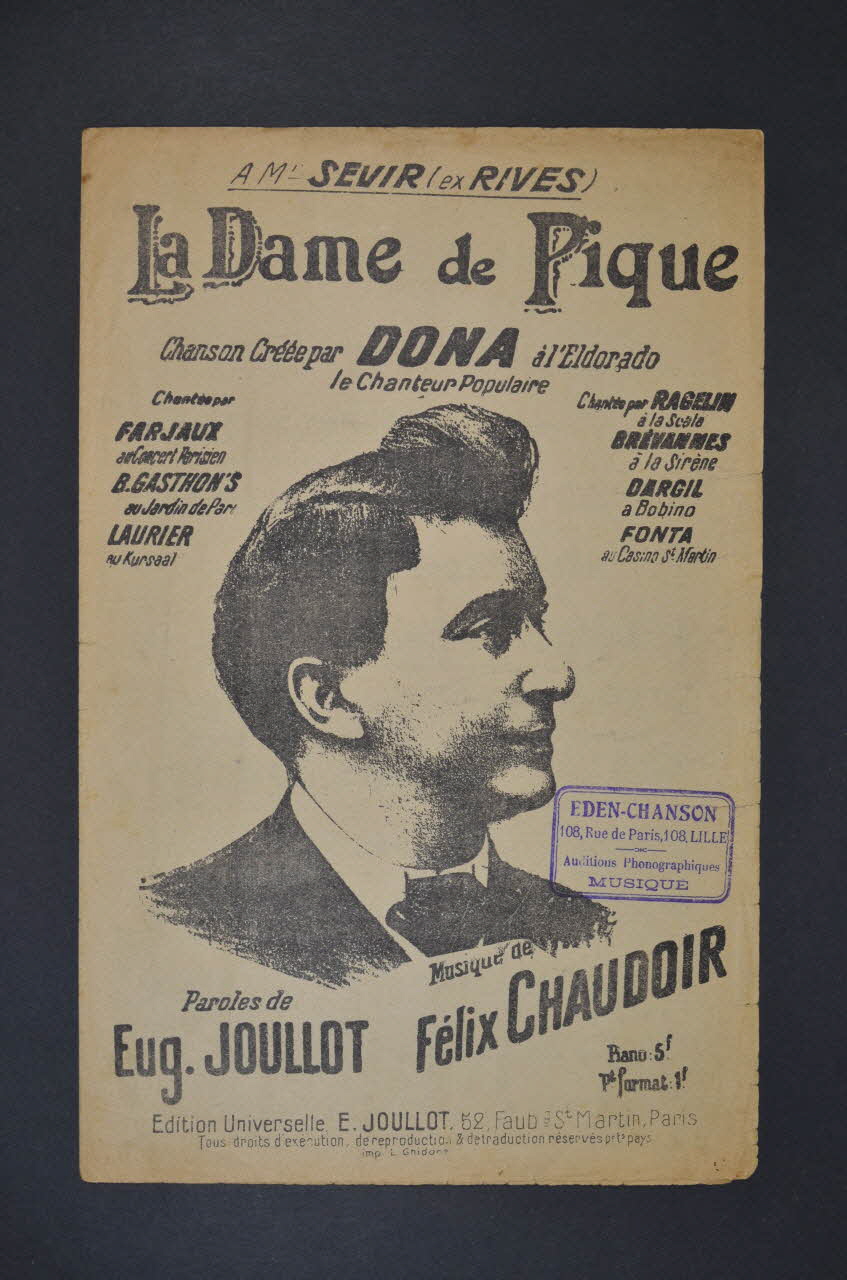 A Mr SEVIR (ex RIVES)
La Dame de Pique
Chanson Créée par DONA à l'Eldorado
le Chanteur Populaire
Chantée par
FARJAUX
au Concert Parisien
B. GASTHON'S
au Jardin de Par
LAURIER
au Kursaal
Chantée par RAGELIN
à la Scala
BRÉVANNES
à la Sirène
DARGIL
a Bobino
FONTA
au Casino St Martin
EDEN-CHANSON
108, Rue de Paris, 108, LILLE
Auditions Phonographiques
MUSIQUE
Paroles de
Eug. JOULLOT
Musique de
Félix CHAUDOIR
Piano: 5f
Pt format: 1f
Edition Universelle, E. JOULLOT, 52, Faubg St Martin, Paris
Tous droits d'exécution, de reproduction & de traduction réservés prts pays
imp. L. Ghidone